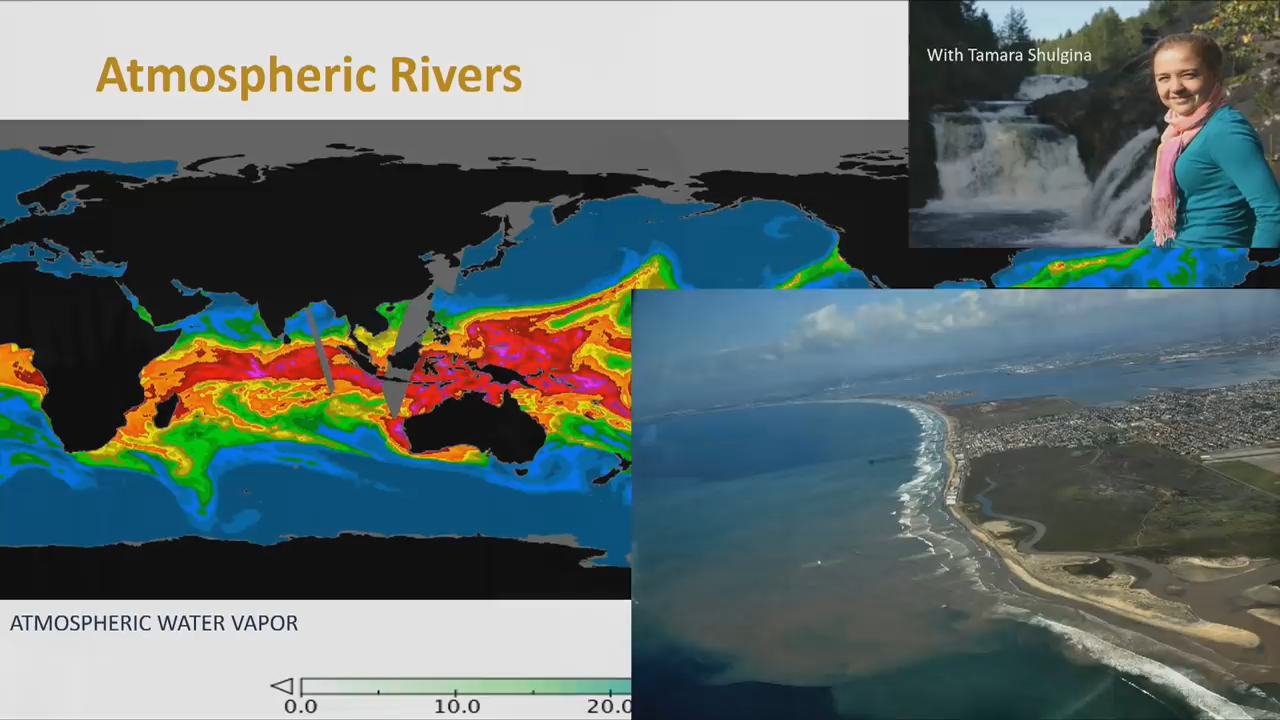 Atmospheric Rivers
With Tamara Shulgina
ATMOSPHERIC WATER VAPOR
0.0 10.0 20.0